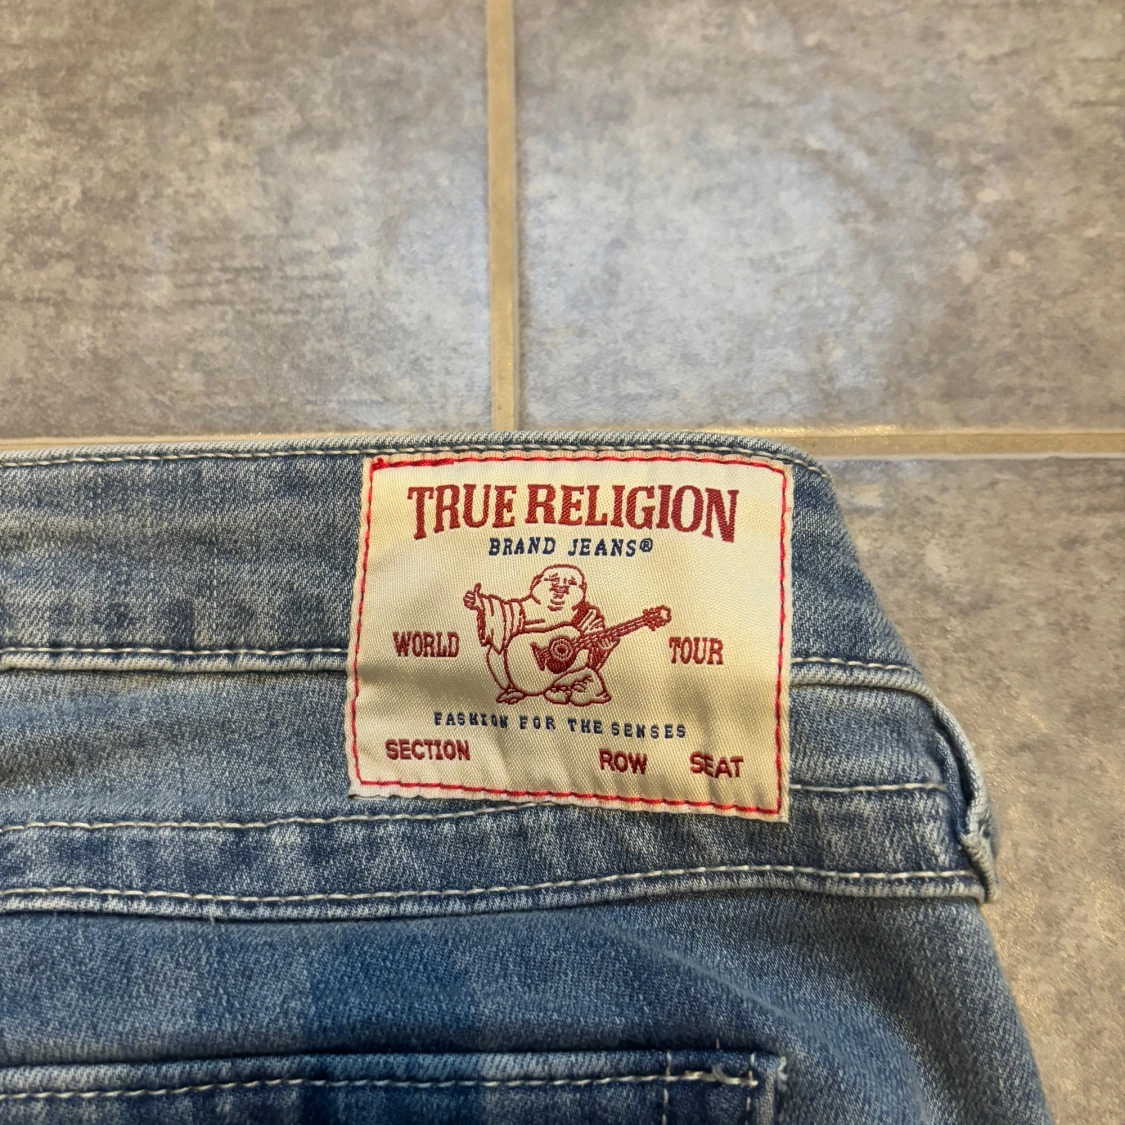 TRUE RELIGION
BRAND JEANS®
WORLD TOUR
FASHION FOR THE SENSES
SECTION ROW SEAT